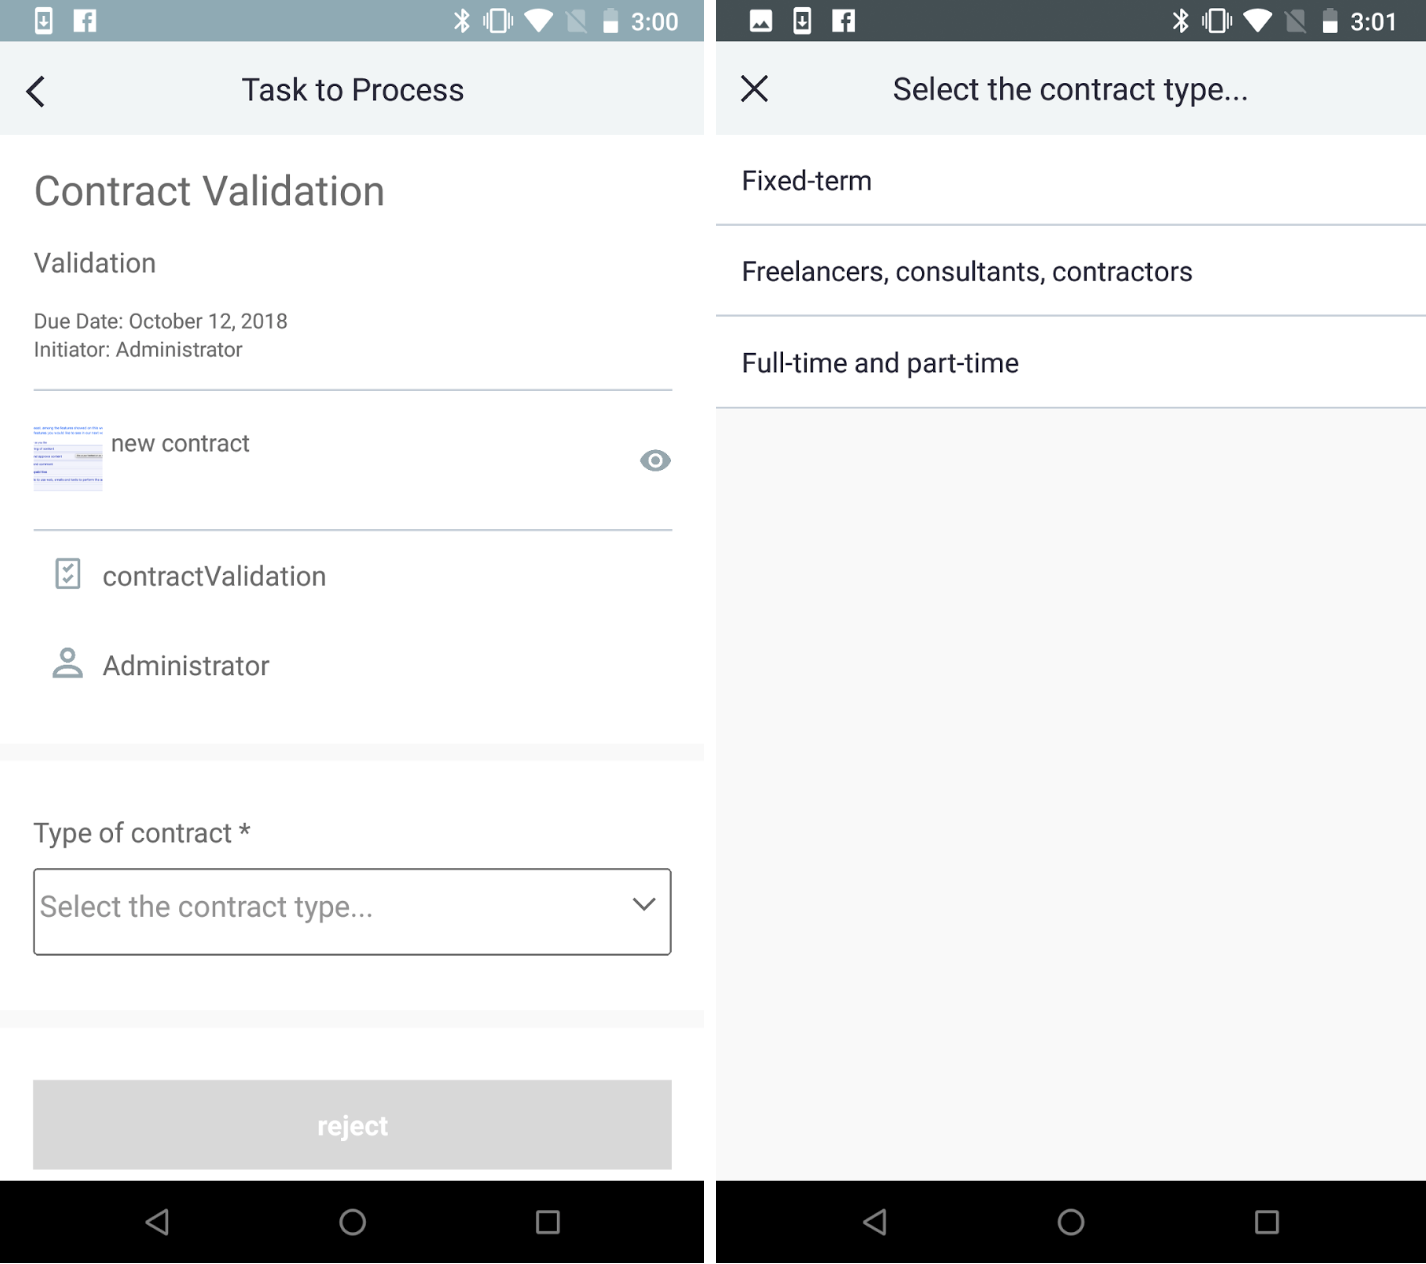 3:00
Task to Process
Contract Validation
Validation
Due Date: October 12, 2018
Initiator: Administrator
new contract
contractValidation
Administrator
Type of contract *
Select the contract type...
reject
3:01
Select the contract type...
Fixed-term
Freelancers, consultants, contractors
Full-time and part-time